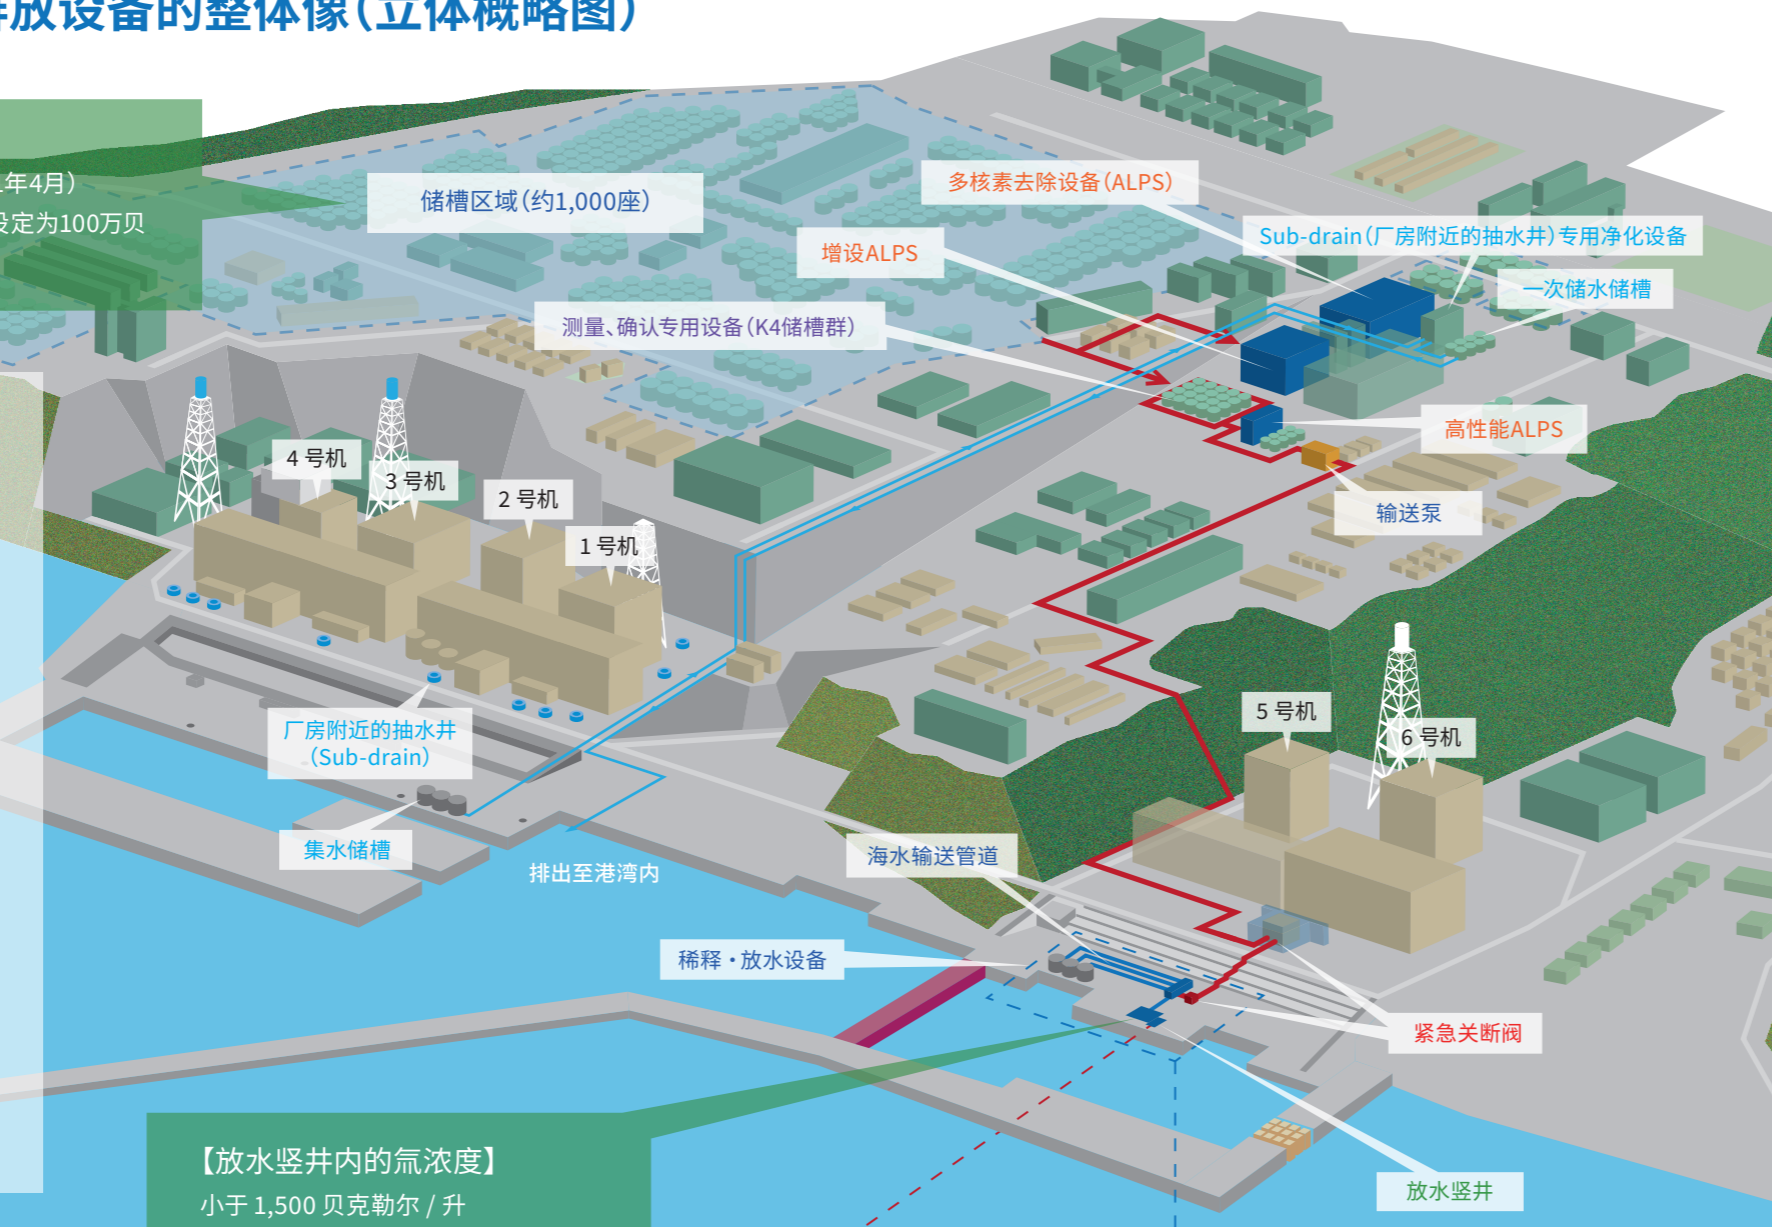 放设备的整体像（立体概略图）
年4月）
定为100万贝
储槽区域（约1,000座）
多核素去除设备（ALPS）
增设ALPS
Sub-drain（厂房附近的抽水井）专用净化设备
一次储水储槽
测量、确认专用设备（K4储槽群）
高性能ALPS
输送泵
4 号机
3 号机
2 号机
1 号机
5 号机
6 号机
厂房附近的抽水井
（Sub-drain）
集水储槽
排出至港湾内
海水输送管道
稀释・放水设备
紧急关断阀
放水竖井
【放水竖井内的氚浓度】
小于 1,500 贝克勒尔 / 升